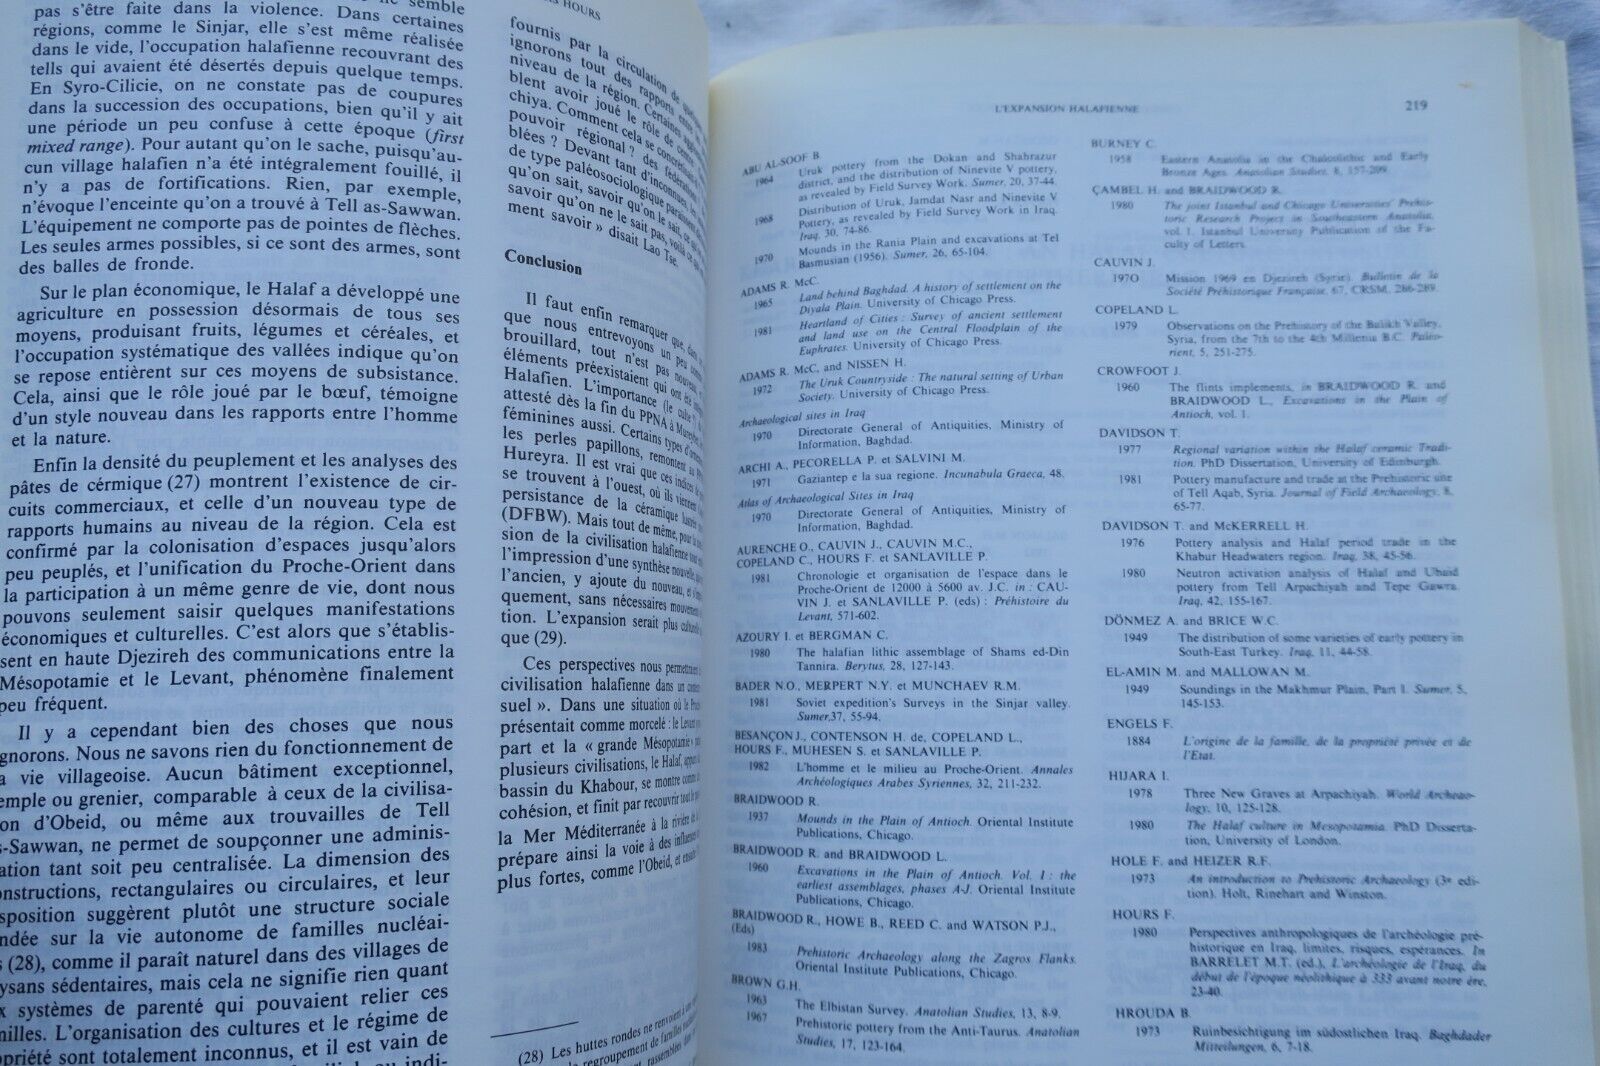 ne semble
pas s'être faite dans la violence. Dans certaines
régions, comme le Sinjar, elle s'est même réalisée
dans le vide, l'occupation halafienne recouvrant des
tells qui avaient été désertés depuis quelque temps.
En Syro-Cilicie, on ne constate pas de coupures
dans la succession des occupations, bien qu'il y ait
une période un peu confuse à cette époque (first
mixed range). Pour autant qu'on le sache, puisqu'au-
cun village halafien n'a été intégralement fouillé, il
n'y a pas de fortifications. Rien, par exemple,
n'évoque l'enceinte qu'on a trouvé à Tell as-Sawwan.
L'équipement ne comporte pas de pointes de flèches.
Les seules armes possibles, si ce sont des armes, sont
des balles de fronde.
Sur le plan économique, le Halaf a développé une
agriculture en possession désormais de tous ses
moyens, produisant fruits, légumes et céréales, et
l'occupation systématique des vallées indique qu'on
se repose entièrent sur ces moyens de subsistance.
Cela, ainsi que le rôle joué par le bœuf, témoigne
d'un style nouveau dans les rapports entre l'homme
et la nature.
Enfin la densité du peuplement et les analyses des
pâtes de cérmique (27) montrent l'existence de cir-
cuits commerciaux, et celle d'un nouveau type de
rapports humains au niveau de la région. Cela est
confirmé par la colonisation d'espaces jusqu'alors
peu peuplés, et l'unification du Proche-Orient dans
la participation à un même genre de vie, dont nous
pouvons seulement saisir quelques manifestations
économiques et culturelles. C'est alors que s'établis-
sent en haute Djezireh des communications entre la
Mésopotamie et le Levant, phénomène finalement
peu fréquent.
Il y a cependant bien des choses que nous
gnorons. Nous ne savons rien du fonctionnement de
a vie villageoise. Aucun bâtiment exceptionnel,
emple ou grenier, comparable à ceux de la civilisa-
on d'Obeid, ou même aux trouvailles de Tell
s-Sawwan, ne permet de soupçonner une adminis-
ation tant soit peu centralisée. La dimension des
onstructions, rectangulaires ou circulaires, et leur
sposition suggèrent plutôt une structure sociale
ndée sur la vie autonome de familles nucléai-
s (28), comme il paraît naturel dans des villages de
ysans sédentaires, mais cela ne signifie rien quant
x systèmes de parenté qui pouvaient relier ces
nilles. L'organisation des cultures et le régime de
opriété sont totalement inconnus, et il est vain de
HOURS
fournis par la circulation de
ignorons tout des rapports entre
niveau de la région. Certaines
blent avoir joué le rôle de centre
chiya. Comment cela se concrétisait
pouvoir régional ? des fédération
blées ? Devant tant d'inconnues, les
de type paléosociologique paraissent
qu'on sait, savoir qu'on le sait, ce
savoir qu'on ne le sait pas, voilà
ment savoir » disait Lao Tse.
Conclusion
Il faut enfin remarquer que, dans
que nous entrevoyons un peu comme
brouillard, tout n'est pas nouveau.
éléments préexistaient qui ont été
Halafien. L'importance (le culte ?)
attesté dès la fin du PPNA à Mureybet,
féminines aussi. Certains types d'
les perles papillons, remontent au
Hureyra. Il est vrai que ces indices
se trouvent à l'ouest, où ils viennent
persistance de la céramique lustrée
(DFBW). Mais tout de même, pour la
sion de la civilisation halafienne tout
l'impression d'une synthèse nouvelle, qui
l'ancien, y ajoute du nouveau, et s'
quement, sans nécessaires mouvements
tion. L'expansion serait plus culturelle
que (29).
Ces perspectives nous permettraient
civilisation halafienne dans un contexte
suel ». Dans une situation où le Proche
présentait comme morcelé : le Levant
part et la « grande Mésopotamie »
plusieurs civilisations, le Halaf, apparu
bassin du Khabour, se montre comme
cohésion, et finit par recouvrir tout le
la Mer Méditerranée à la rivière de
prépare ainsi la voie à des influences
plus fortes, comme l'Obeid, et ensuite
(28) Les huttes rondes ne renvoient à
regroupement de familles
L'EXPANSION HALAFIENNE
219
ABU AL-SOOF B.
1964 Uruk pottery from the Dokan and Shahrazur
district, and the distribution of Ninevite V pottery,
as revealed by Field Survey Work. Sumer, 20, 37-44.
1968 Distribution of Uruk, Jamdat Nasr and Ninevite V
Pottery, as revealed by Field Survey Work in Iraq.
Iraq, 30, 74-86.
1970 Mounds in the Rania Plain and excavations at Tell
Basmusian (1956). Sumer, 26, 65-104.
ADAMS R. McC.
1965 Land behind Baghdad. A history of settlement on the
Diyala Plain. University of Chicago Press.
1981 Heartland of Cities : Survey of ancient settlement
and land use on the Central Floodplain of the
Euphrates. University of Chicago Press.
ADAMS R. McC. and NISSEN H.
1972 The Uruk Countryside : The natural setting of Urban
Society. University of Chicago Press.
Archaeological sites in Iraq
1970 Directorate General of Antiquities, Ministry of
Information, Baghdad.
ARCHI A., PECORELLA P. et SALVINI M.
1971 Gaziantep e la sua regione. Incunabula Graeca, 48.
Atlas of Archaeological Sites in Iraq
1970 Directorate General of Antiquities, Ministry of
Information, Baghdad.
AURENCHE O., CAUVIN J., CAUVIN M.C.,
COPELAND C., HOURS F. et SANLAVILLE P.
1981 Chronologie et organisation de l'espace dans le
Proche-Orient de 12000 à 5600 av. J.C. in : CAU-
VIN J. et SANLAVILLE P. (eds) : Préhistoire du
Levant, 571-602.
AZOURY I. et BERGMAN C.
1980 The halafian lithic assemblage of Shams ed-Din
Tannira. Berytus, 28, 127-143.
BADER N.O., MERPERT N.Y. et MUNCHAEV R.M.
1981 Soviet expedition's Surveys in the Sinjar valley.
Sumer,37, 55-94.
BESANÇON J., CONTENSON H. de, COPELAND L.,
HOURS F., MUHESEN S. et SANLAVILLE P.
1982 L'homme et le milieu au Proche-Orient. Annales
Archéologiques Arabes Syriennes, 32, 211-232.
BRAIDWOOD R.
1937 Mounds in the Plain of Antioch. Oriental Institute
Publications, Chicago.
BRAIDWOOD R. and BRAIDWOOD L.
1960 Excavations in the Plain of Antioch. Vol. I : the
earliest assemblages, phases A-J. Oriental Institute
Publications, Chicago.
BRAIDWOOD R., HOWE B., REED C. and WATSON P.J.,
(Eds)
1983 Prehistoric Archaeology along the Zagros Flanks.
Oriental Institute Publications, Chicago.
BROWN G.H.
1963 The Elbistan Survey. Anatolian Studies, 13, 8-9.
1967 Prehistoric pottery from the Anti-Taurus. Anatolian
Studies, 17, 123-164.
BURNEY C.
1958 Eastern Anatolia in the Chalcolithic and Early
Bronze Ages. Anatolian Studies, 8, 157-209.
ÇAMBEL H. and BRAIDWOOD R.
1980 The joint Istanbul and Chicago Universities' Prehis-
toric Research Project in Southeastern Anatolia,
vol. 1. Istanbul University Publication of the Fa-
culty of Letters.
CAUVIN J.
1970 Mission 1969 en Djezireh (Syrie). Bulletin de la
Société Préhistorique Française, 67, CRSM, 286-289.
COPELAND L.
1979 Observations on the Prehistory of the Balikh Valley,
Syria, from the 7th to the 4th Millenniu B.C. Paléo-
rient, 5, 251-275.
CROWFOOT J.
1960 The flints implements, in BRAIDWOOD R. and
BRAIDWOOD L., Excavations in the Plain of
Antioch, vol. 1.
DAVIDSON T.
1977 Regional variation within the Halaf ceramic Tradi-
tion. PhD Dissertation, University of Edinburgh.
1981 Pottery manufacture and trade at the Prehistoric site
of Tell Aqab, Syria. Journal of Field Archaeology, 8,
65-77.
DAVIDSON T. and McKERRELL H.
1976 Pottery analysis and Halaf period trade in the
Khabur Headwaters region. Iraq, 38, 45-56.
1980 Neutron activation analysis of Halaf and Ubaid
pottery from Tell Arpachiyah and Tepe Gawra.
Iraq, 42, 155-167.
DÖNMEZ A. and BRICE W.C.
1949 The distribution of some varieties of early pottery in
South-East Turkey. Iraq, 11, 44-58.
EL-AMIN M. and MALLOWAN M.
1949 Soundings in the Makhmur Plain, Part I. Sumer, 5,
145-153.
ENGELS F.
1884 L'origine de la famille, de la propriété privée et de
l'Etat.
HIJARA I.
1978 Three New Graves at Arpachiyah. World Archeao-
logy, 10, 125-128.
1980 The Halaf culture in Mesopotamia. PhD Disserta-
tion, University of London.
HOLE F. and HEIZER R.F.
1973 An introduction to Prehistoric Archaeology (3e edi-
tion). Holt, Rinehart and Winston.
HOURS F.
1980 Perspectives anthropologiques de l'archéologie pré-
historique en Iraq, limites, risques, espérances. In
BARRELET M.T. (ed.), L'archéologie de l'Iraq, du
début de l'époque néolithique à 333 avant notre ère,
23-40.
HROUDA B.
1973 Ruinbesichtigung im südostlichen Iraq. Baghdader
Mitteilungen, 6, 7-18.